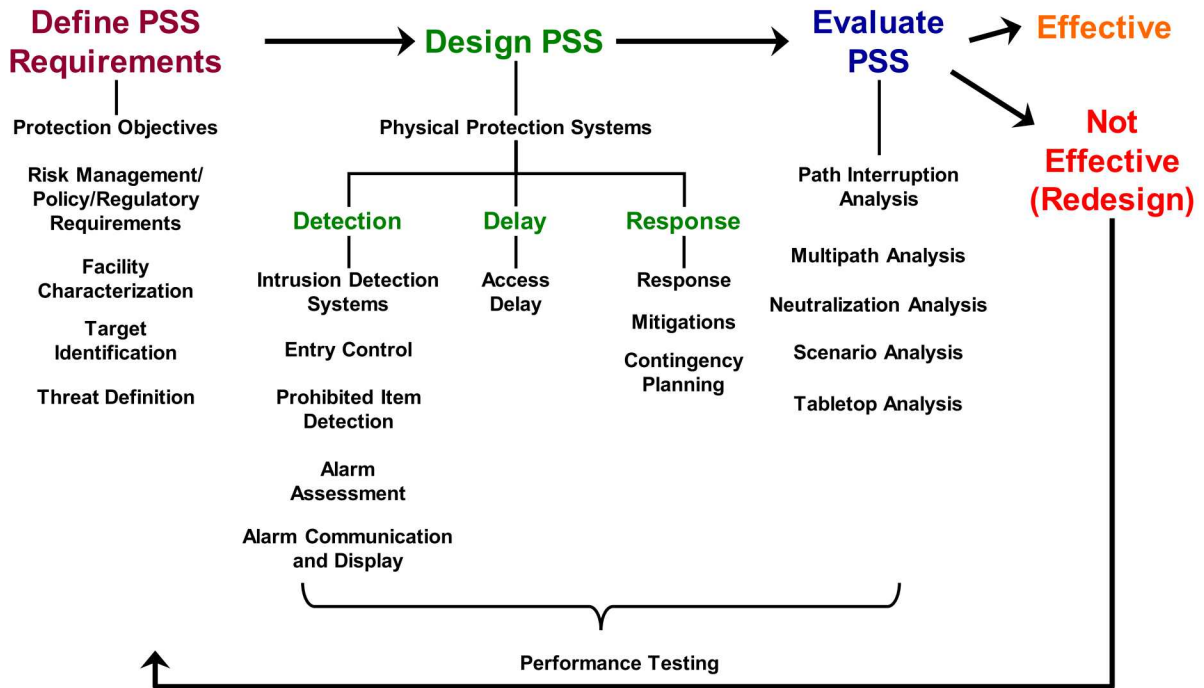 Define PSS
Requirements
Design PSS
Evaluate
PSS
Effective
Not
Effective
(Redesign)
Protection Objectives
Risk Management/
Policy/Regulatory
Requirements
Facility
Characterization
Target
Identification
Threat Definition
Physical Protection Systems
Detection
Intrusion Detection
Systems
Entry Control
Prohibited Item
Detection
Alarm
Assessment
Alarm Communication
and Display
Delay
Access
Delay
Response
Response
Mitigations
Contingency
Planning
Path Interruption
Analysis
Multipath Analysis
Neutralization Analysis
Scenario Analysis
Tabletop Analysis
Performance Testing